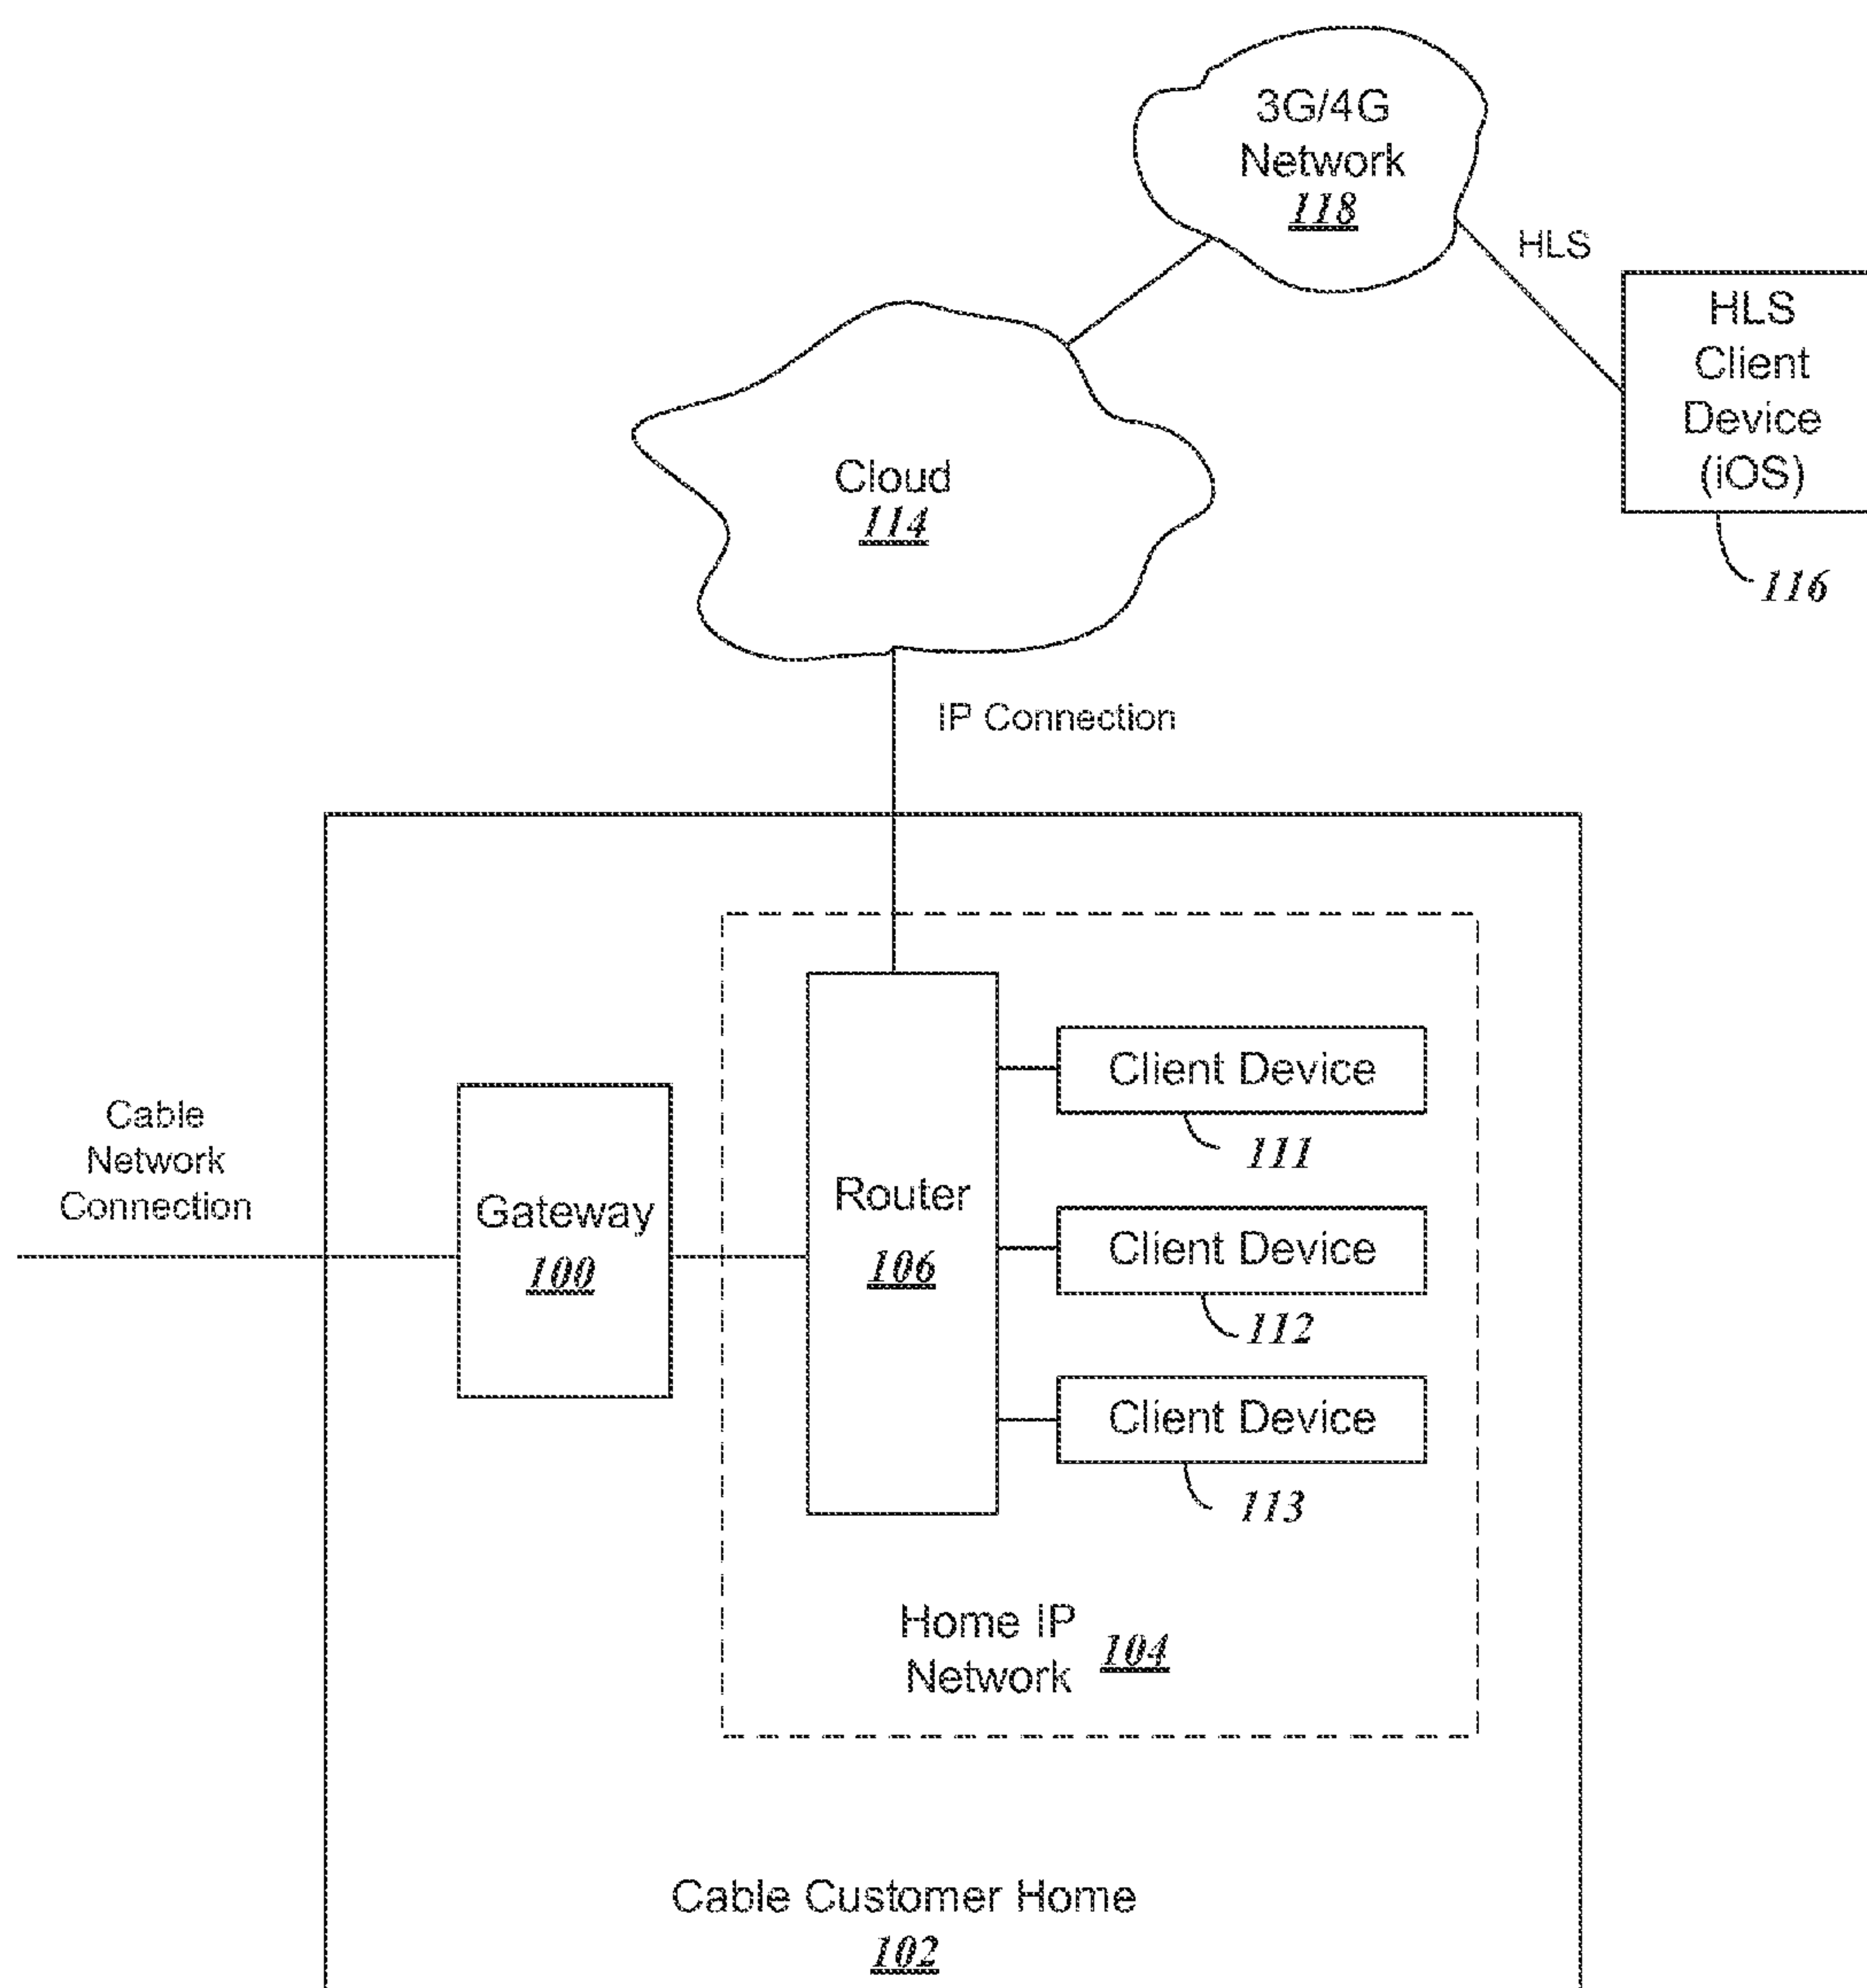 3G/4G
Network
118
HLS
HLS
Client
Device
(iOS)
116
Cloud
114
IP Connection
Cable
Network
Connection
Gateway
100
Router
106
Client Device
111
Client Device
112
Client Device
113
Home IP
Network
104
Cable Customer Home
102